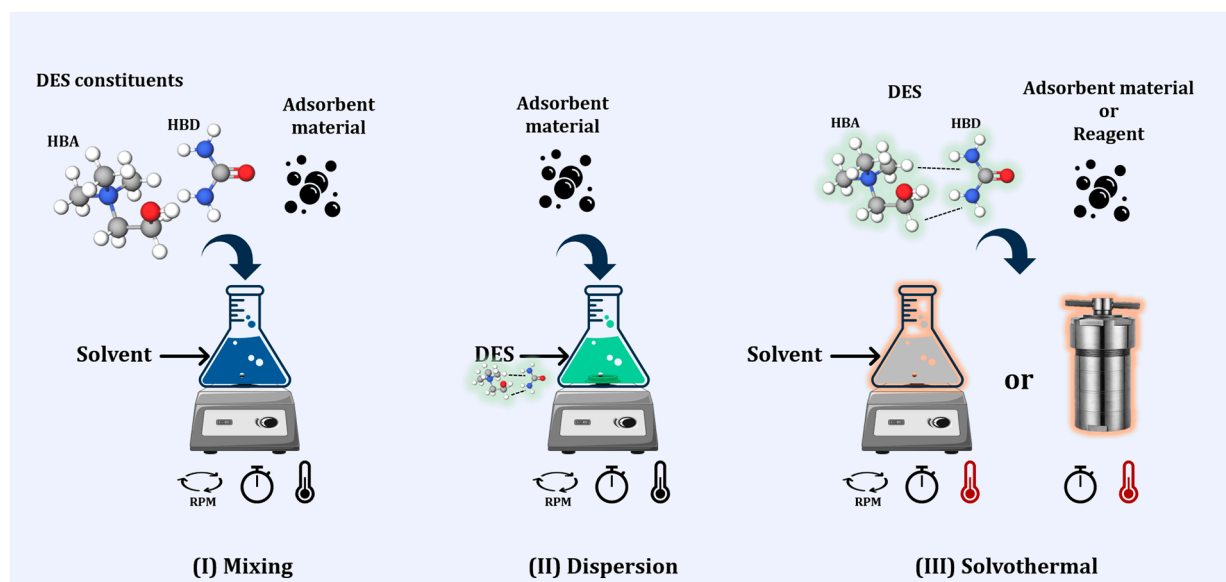 DES constituents
HBA
HBD
Adsorbent
material
Solvent
RPM
(I) Mixing
Adsorbent
material
DES
RPM
(II) Dispersion
DES
HBA
HBD
Adsorbent material
or
Reagent
Solvent
or
RPM
(III) Solvothermal